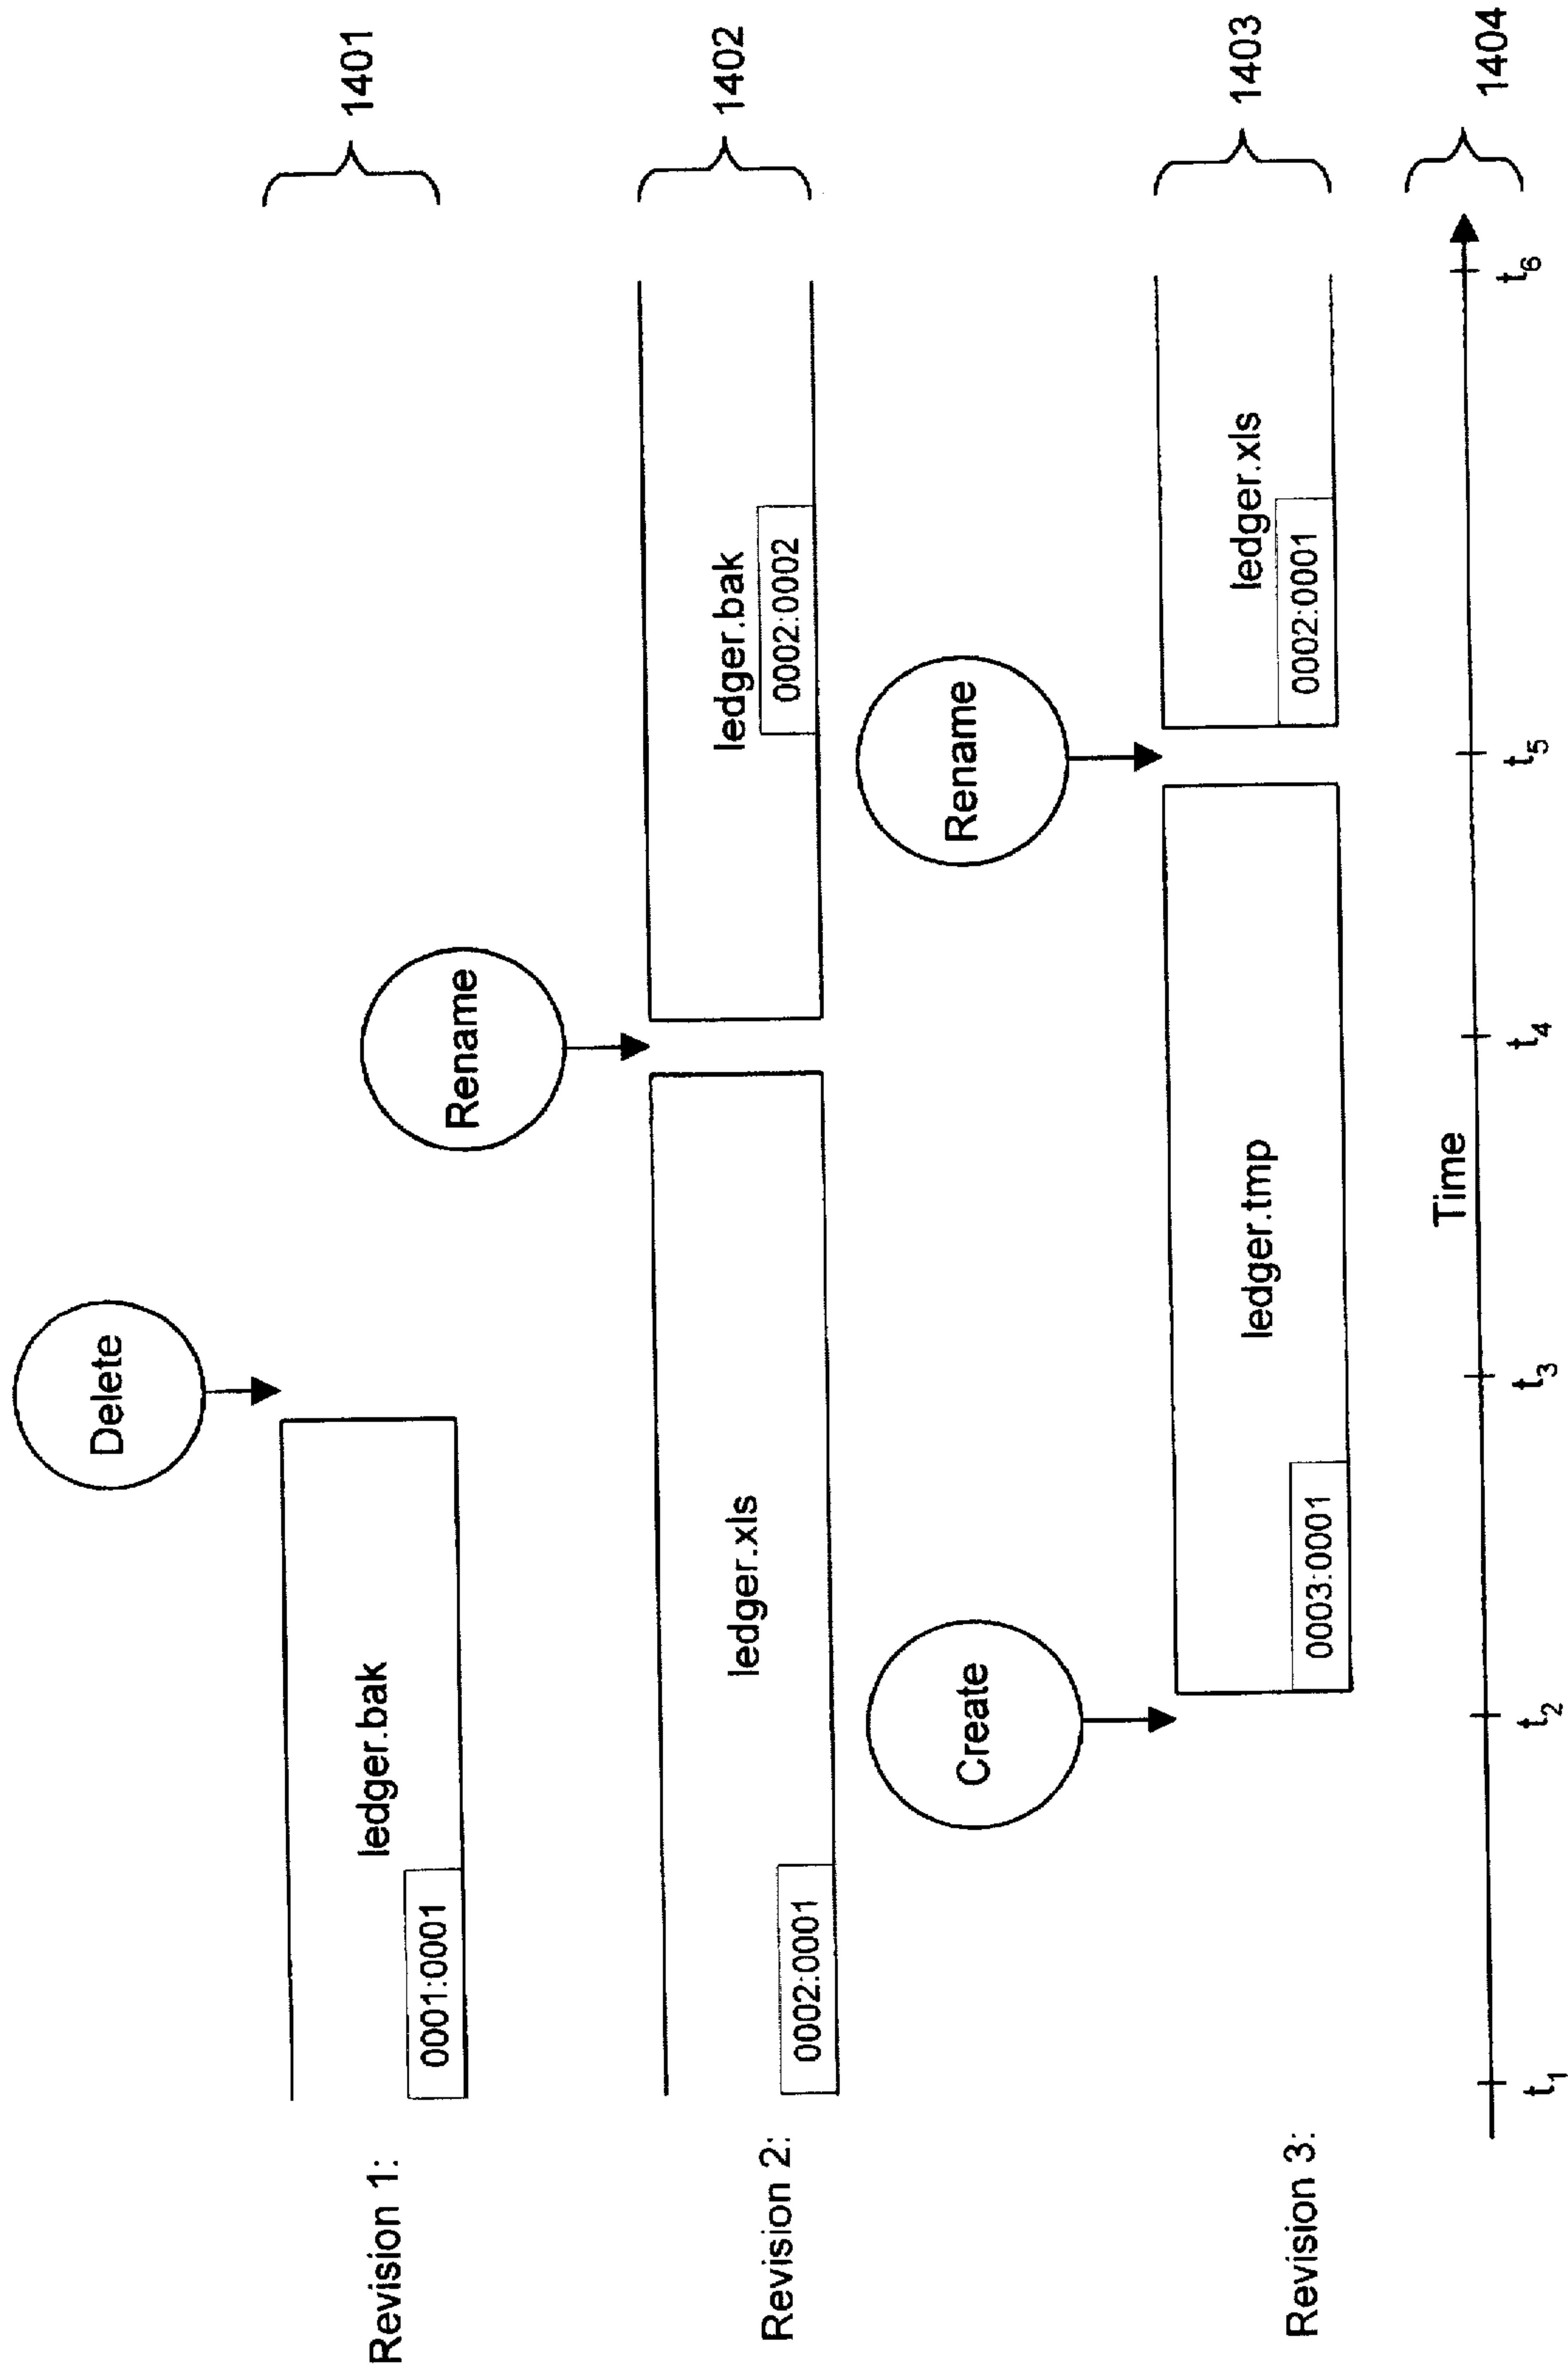 Delete
Revision 1:
0001:0001
ledger.bak
1401
Rename
Revision 2:
0002:0001
ledger.xls
ledger.bak
0002:0002
1402
Create
Rename
Revision 3:
0003:0001
ledger.tmp
ledger.xls
0002:0001
1403
Time
1404
t1
t2
t3
t4
t5
t6